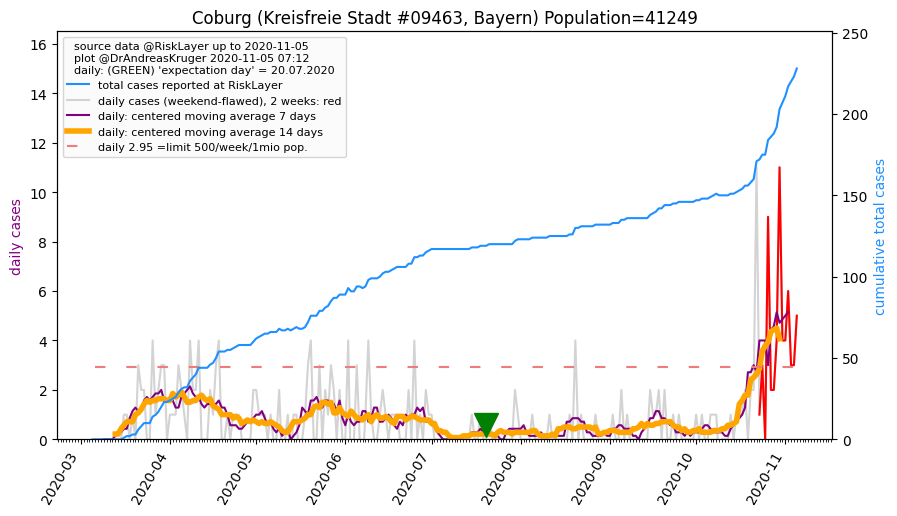 Coburg (Kreisfreie Stadt #09463, Bayern) Population=41249
source data @RiskLayer up to 2020-11-05
plot @DrAndreasKruger 2020-11-05 07:12
daily: (GREEN) 'expectation day' = 20.07.2020
total cases reported at RiskLayer
daily cases (weekend-flawed), 2 weeks: red
daily: centered moving average 7 days
daily: centered moving average 14 days
daily 2.95 =limit 500/week/1mio pop.
daily cases
16
14
12
10
8
6
4
2
0
cumulative total cases
250
200
150
100
50
0
2020-03
2020-04
2020-05
2020-06
2020-07
2020-08
2020-09
2020-10
2020-11